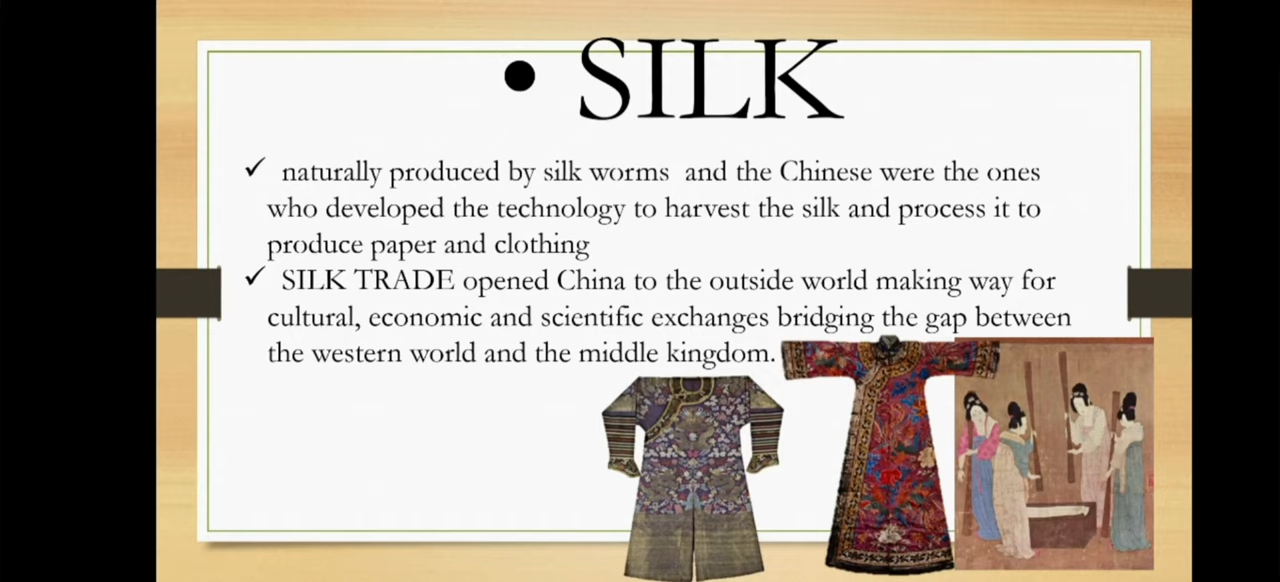 • SILK
✓ naturally produced by silk worms and the Chinese were the ones
who developed the technology to harvest the silk and process it to
produce paper and clothing
✓ SILK TRADE opened China to the outside world making way for
cultural, economic and scientific exchanges bridging the gap between
the western world and the middle kingdom.